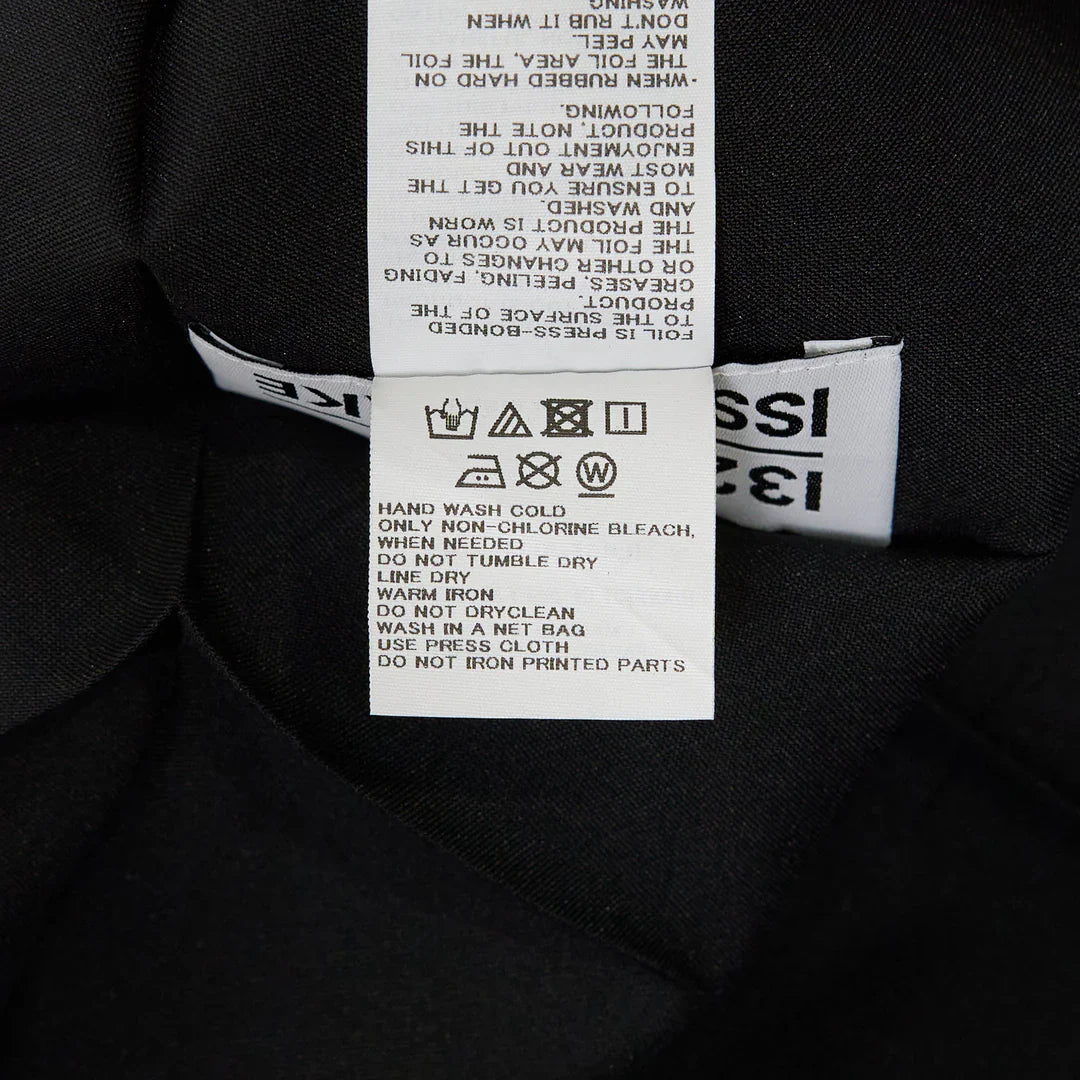 FOIL IS PRESS-BONDED
TO THE SURFACE OF THE
PRODUCT.
CREASES, PEELING, FADING
OR OTHER CHANGES TO
THE FOIL MAY OCCUR AS
THE PRODUCT IS WORN
AND WASHED.
TO ENSURE YOU GET THE
MOST WEAR AND
ENJOYMENT OUT OF THIS
PRODUCT, NOTE THE
FOLLOWING.
·WHEN RUBBED HARD ON
THE FOIL AREA, THE FOIL
MAY PEEL.
DON'T RUB IT WHEN
WASHING
132
ISS
AKE
W
HAND WASH COLD
ONLY NON-CHLORINE BLEACH,
WHEN NEEDED
DO NOT TUMBLE DRY
LINE DRY
WARM IRON
DO NOT DRYCLEAN
WASH IN A NET BAG
USE PRESS CLOTH
DO NOT IRON PRINTED PARTS